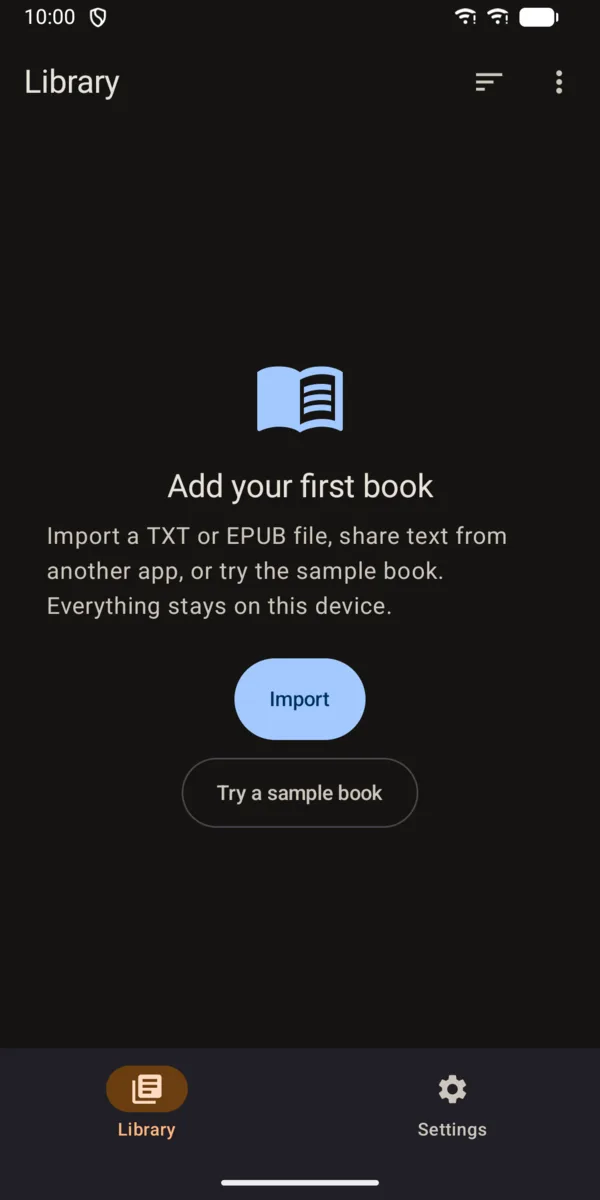 10:00
Library
Add your first book
Import a TXT or EPUB file, share text from
another app, or try the sample book.
Everything stays on this device.
Import
Try a sample book
Library
Settings